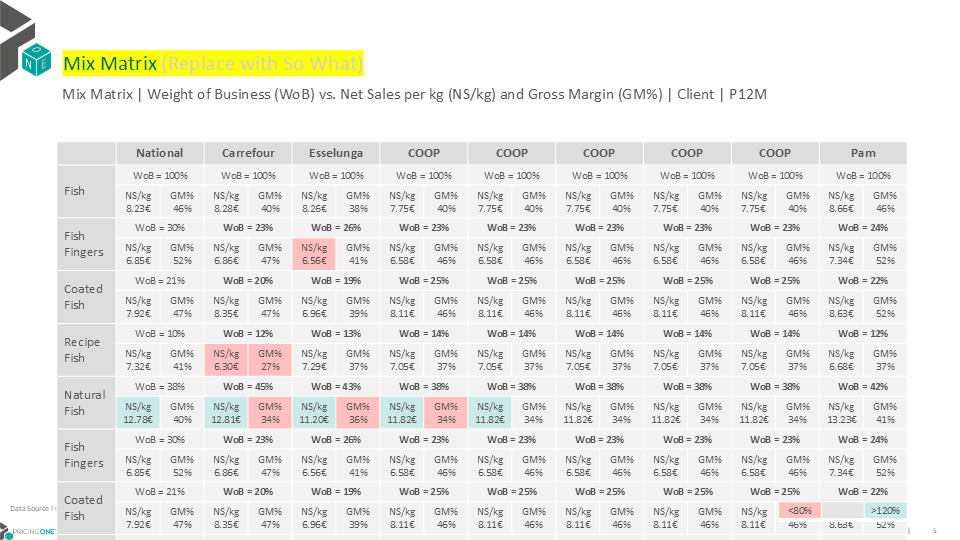 Mix Matrix (Replace with So What)
Mix Matrix | Weight of Business (WoB) vs. Net Sales per kg (NS/kg) and Gross Margin (GM%) | Client | P12M
National Carrefour Esselunga COOP COOP COOP COOP COOP Pam
Fish
WoB = 100% WoB = 100% WoB = 100% WoB = 100% WoB = 100% WoB = 100% WoB = 100% WoB = 100% WoB = 100%
NS/kg GM% NS/kg GM% NS/kg GM% NS/kg GM% NS/kg GM% NS/kg GM% NS/kg GM% NS/kg GM% NS/kg GM%
8.23€ 46% 8.28€ 40% 8.26€ 38% 7.75€ 40% 7.75€ 40% 7.75€ 40% 7.75€ 40% 7.75€ 40% 8.66€ 46%
Fish
Fingers
WoB = 30% WoB = 23% WoB = 26% WoB = 23% WoB = 23% WoB = 23% WoB = 23% WoB = 23% WoB = 24%
NS/kg GM% NS/kg GM% NS/kg GM% NS/kg GM% NS/kg GM% NS/kg GM% NS/kg GM% NS/kg GM% NS/kg GM%
6.85€ 52% 6.86€ 47% 6.56€ 41% 6.58€ 46% 6.58€ 46% 6.58€ 46% 6.58€ 46% 6.58€ 46% 7.34€ 52%
Coated
Fish
WoB = 21% WoB = 20% WoB = 19% WoB = 25% WoB = 25% WoB = 25% WoB = 25% WoB = 25% WoB = 22%
NS/kg GM% NS/kg GM% NS/kg GM% NS/kg GM% NS/kg GM% NS/kg GM% NS/kg GM% NS/kg GM% NS/kg GM%
7.92€ 47% 8.35€ 47% 6.96€ 39% 8.11€ 46% 8.11€ 46% 8.11€ 46% 8.11€ 46% 8.11€ 46% 8.63€ 52%
Recipe
Fish
WoB = 10% WoB = 12% WoB = 13% WoB = 14% WoB = 14% WoB = 14% WoB = 14% WoB = 14% WoB = 12%
NS/kg GM% NS/kg GM% NS/kg GM% NS/kg GM% NS/kg GM% NS/kg GM% NS/kg GM% NS/kg GM% NS/kg GM%
7.32€ 41% 6.30€ 27% 7.29€ 37% 7.05€ 37% 7.05€ 37% 7.05€ 37% 7.05€ 37% 7.05€ 37% 6.68€ 37%
Natural
Fish
WoB = 38% WoB = 45% WoB = 43% WoB = 38% WoB = 38% WoB = 38% WoB = 38% WoB = 38% WoB = 42%
NS/kg GM% NS/kg GM% NS/kg GM% NS/kg GM% NS/kg GM% NS/kg GM% NS/kg GM% NS/kg GM% NS/kg GM%
12.78€ 40% 12.81€ 34% 11.20€ 36% 11.82€ 34% 11.82€ 34% 11.82€ 34% 11.82€ 34% 11.82€ 34% 13.23€ 41%
Fish
Fingers
WoB = 30% WoB = 23% WoB = 26% WoB = 23% WoB = 23% WoB = 23% WoB = 23% WoB = 23% WoB = 24%
NS/kg GM% NS/kg GM% NS/kg GM% NS/kg GM% NS/kg GM% NS/kg GM% NS/kg GM% NS/kg GM% NS/kg GM%
6.85€ 52% 6.86€ 47% 6.56€ 41% 6.58€ 46% 6.58€ 46% 6.58€ 46% 6.58€ 46% 6.58€ 46% 7.34€ 52%
Coated
Fish
WoB = 21% WoB = 20% WoB = 19% WoB = 25% WoB = 25% WoB = 25% WoB = 25% WoB = 25% WoB = 22%
NS/kg GM% NS/kg GM% NS/kg GM% NS/kg GM% NS/kg GM% NS/kg GM% NS/kg GM% NS/kg
7.92€ 47% 8.35€ 47% 6.96€ 39% 8.11€ 46% 8.11€ 46% 8.11€ 46% 8.11€ 46% 8.11€ 46% 8.63€ 52%
<80% >120%
Data Source |
PRICINGONE
5